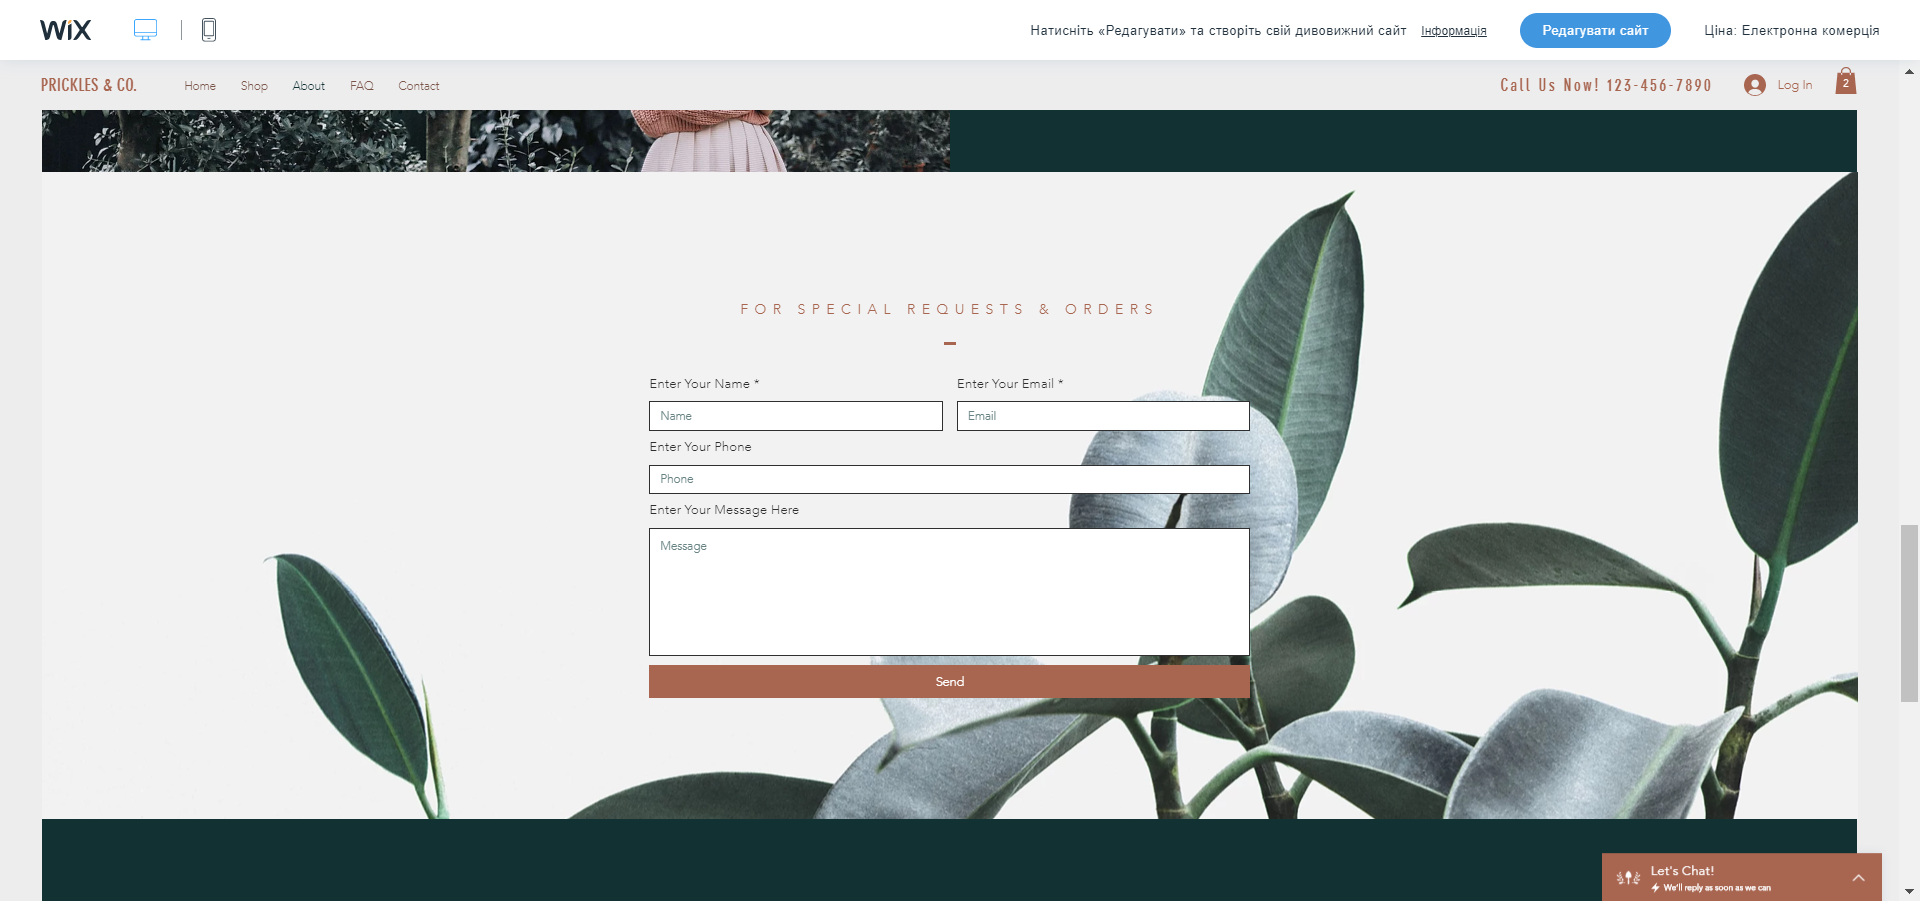 WiX
Натисніть «Редагувати» та створіть свій дивовижний сайт Інформація Редагувати сайт Ціна: Електронна комерція
PRICKLES & CO. Home Shop About FAQ Contact Call Us Now! 123-456-7890 Log In 2
FOR SPECIAL REQUESTS & ORDERS
Enter Your Name * Enter Your Email *
Name Email
Enter Your Phone
Phone
Enter Your Message Here
Message
Send
Let's Chat!
We'll reply as soon as we can